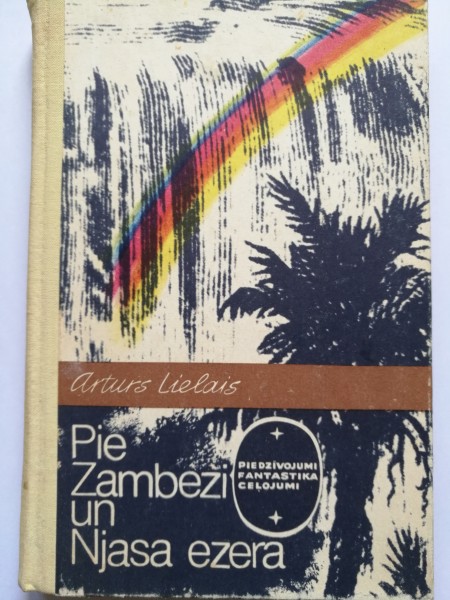 Arturs Lielais
Pie
Zambezi
un
Njasa ezera
PIEDZĪVOJUMI
FANTASTIKA
CEĻOJUMI